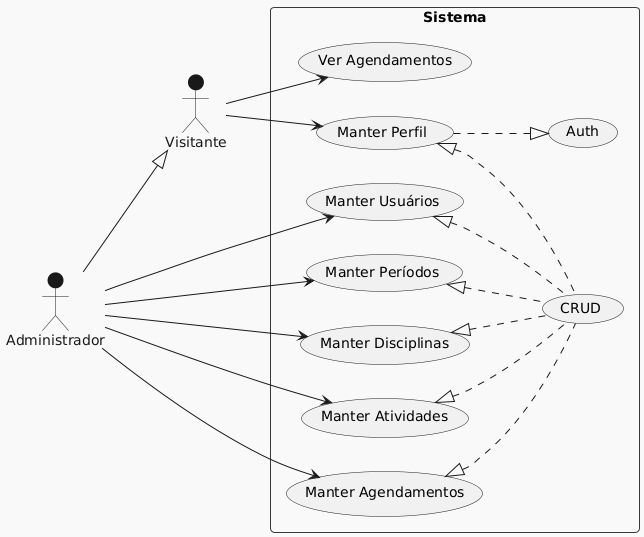 Sistema
Ver Agendamentos
Visitante
Manter Perfil
Auth
Manter Usuários
Manter Períodos
Administrador
CRUD
Manter Disciplinas
Manter Atividades
Manter Agendamentos